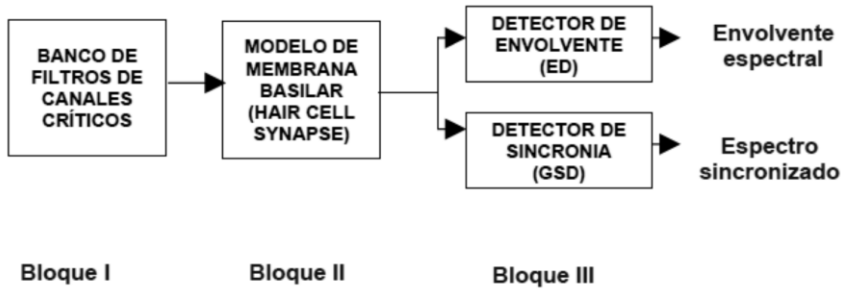 BANCO DE
FILTROS DE
CANALES
CRÍTICOS
MODELO DE
MEMBRANA
BASILAR
(HAIR CELL
SYNAPSE)
DETECTOR DE
ENVOLVENTE
(ED)
Envolvente
espectral
DETECTOR DE
SINCRONIA
(GSD)
Espectro
sincronizado
Bloque I
Bloque II
Bloque III